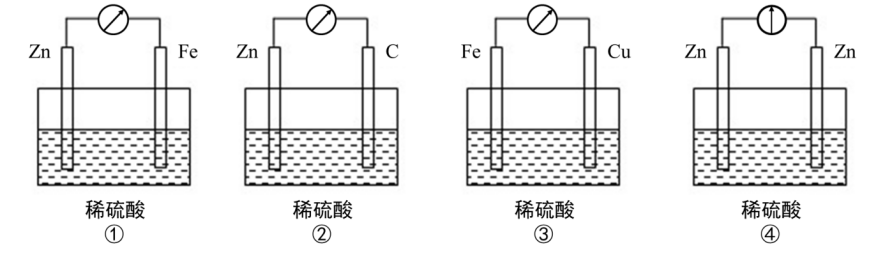 Zn Fe Zn C Fe Cu Zn Zn
稀硫酸 稀硫酸 稀硫酸 稀硫酸
① ② ③ ④